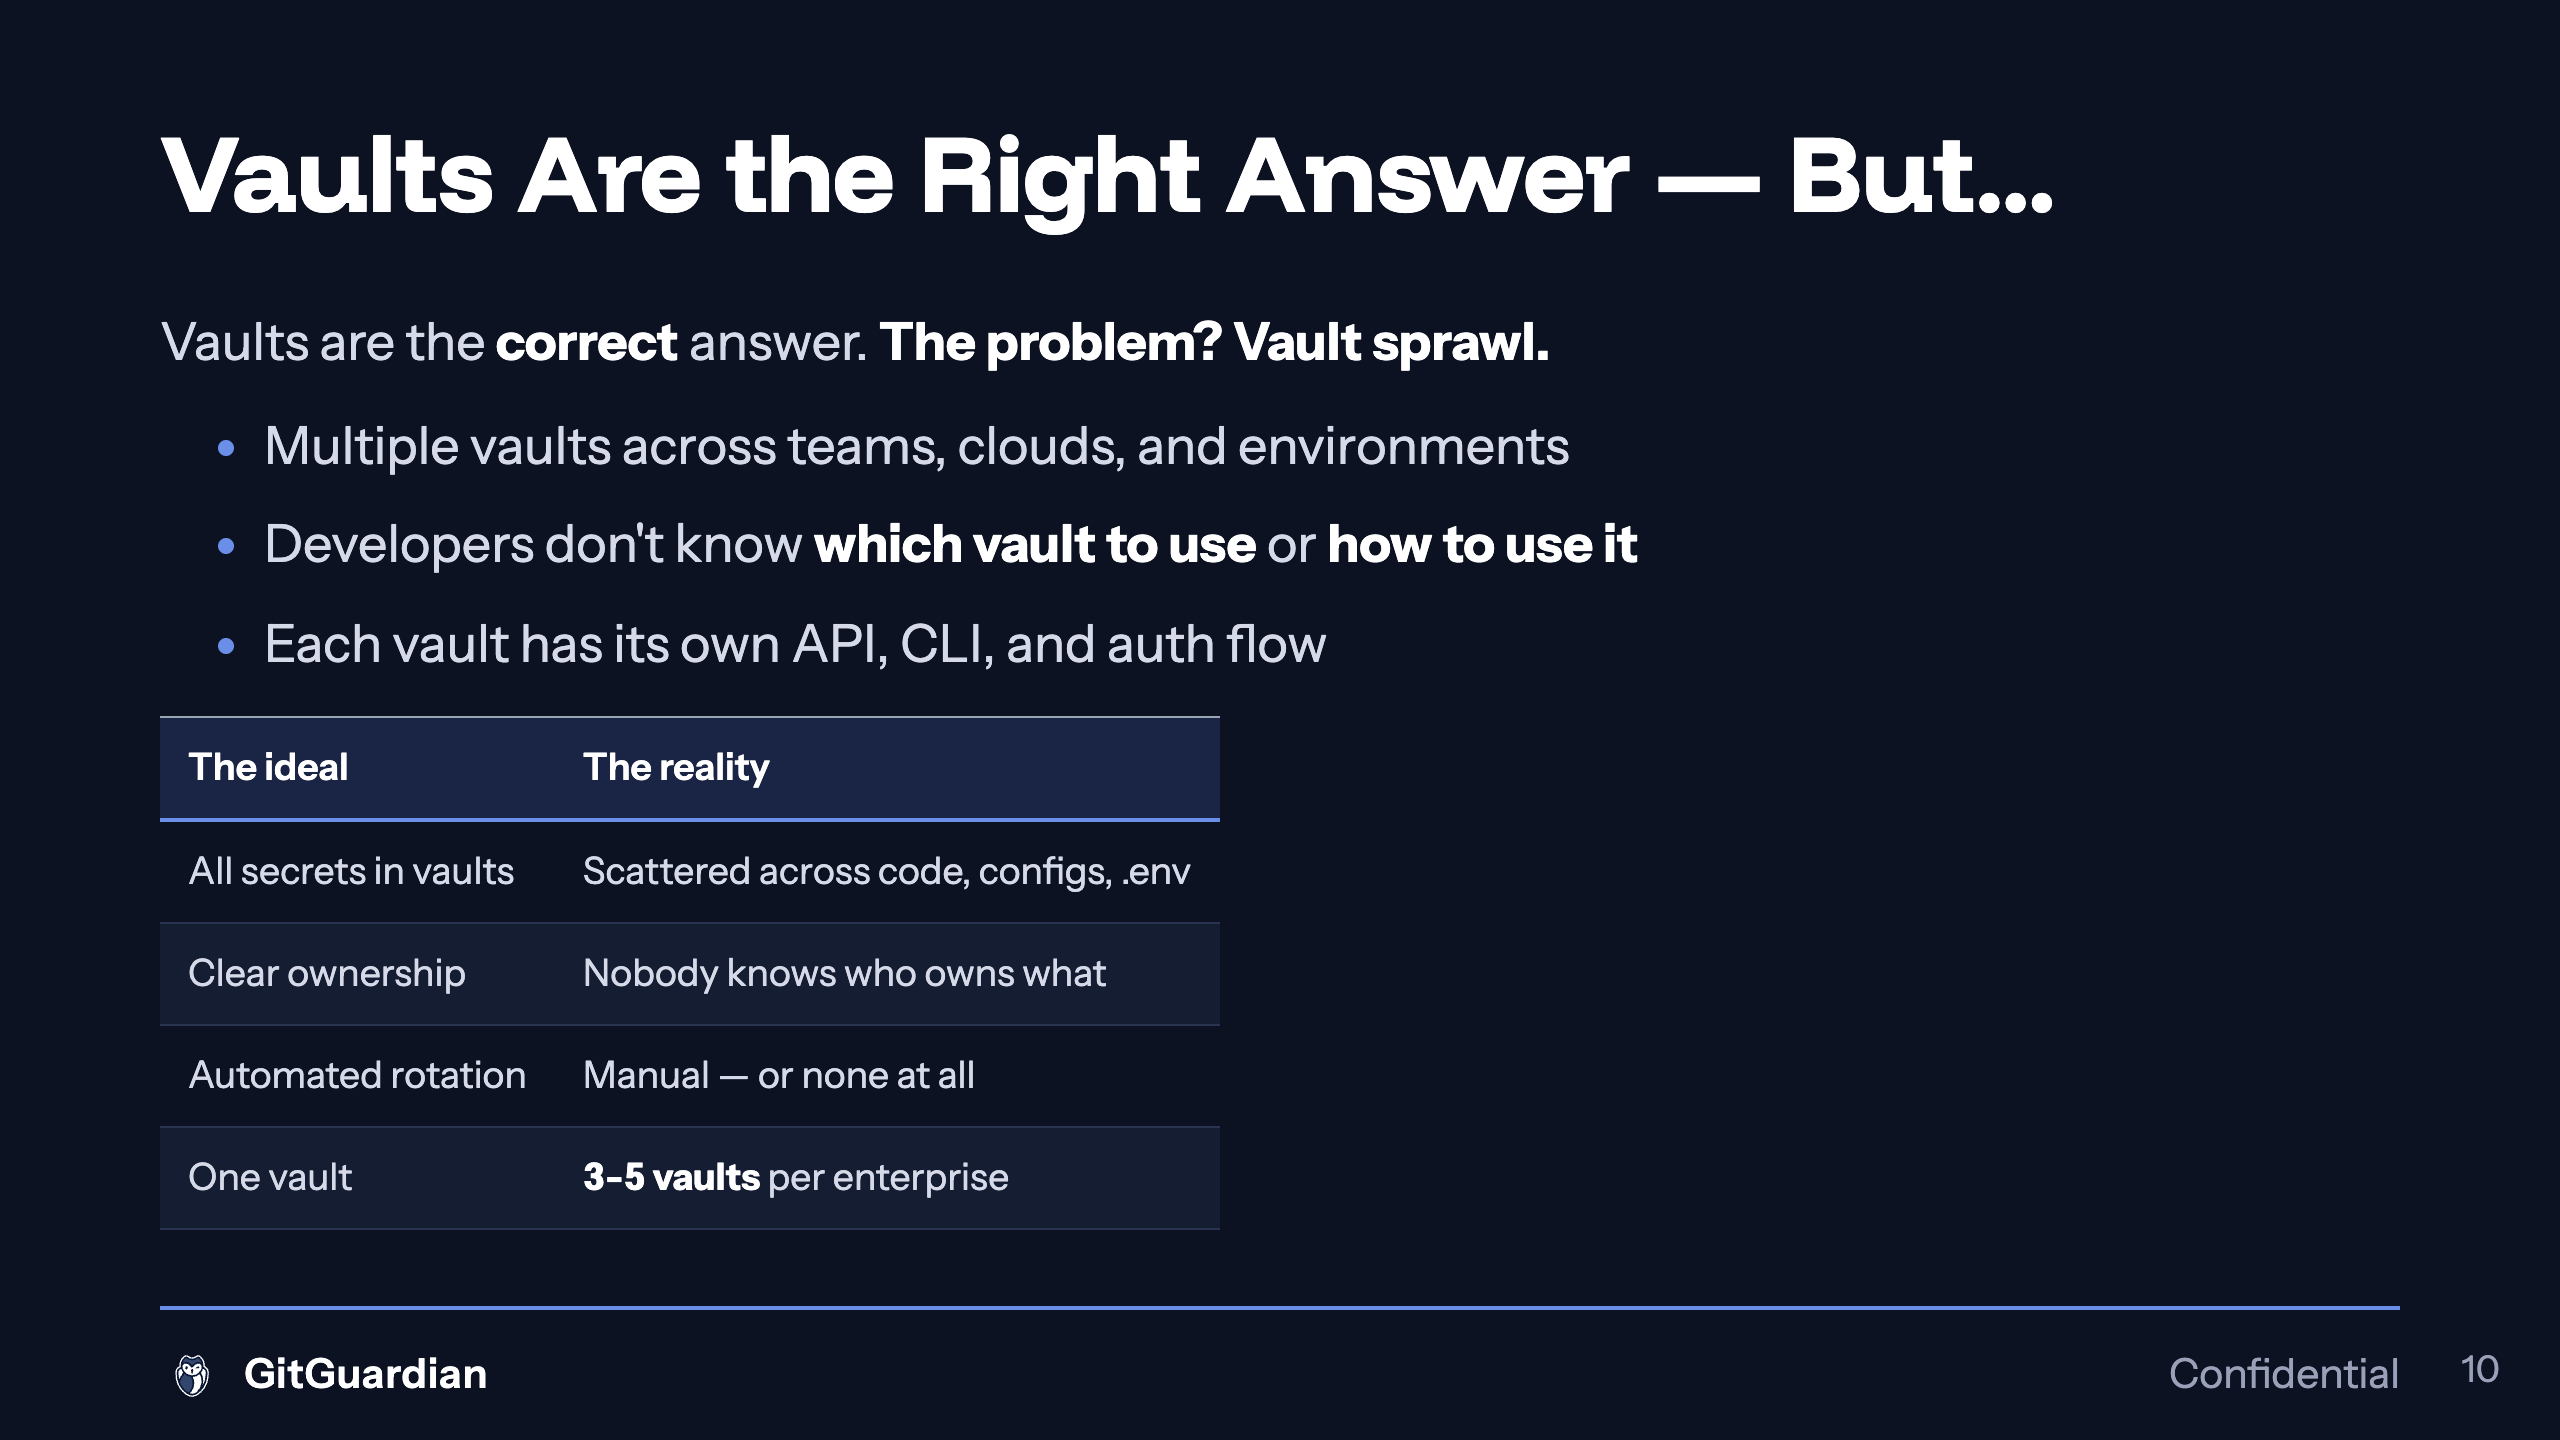 Vaults Are the Right Answer — But...
Vaults are the correct answer. The problem? Vault sprawl.
• Multiple vaults across teams, clouds, and environments
• Developers don't know which vault to use or how to use it
• Each vault has its own API, CLI, and auth flow
The ideal The reality
All secrets in vaults Scattered across code, configs, .env
Clear ownership Nobody knows who owns what
Automated rotation Manual — or none at all
One vault 3-5 vaults per enterprise
GitGuardian Confidential 10